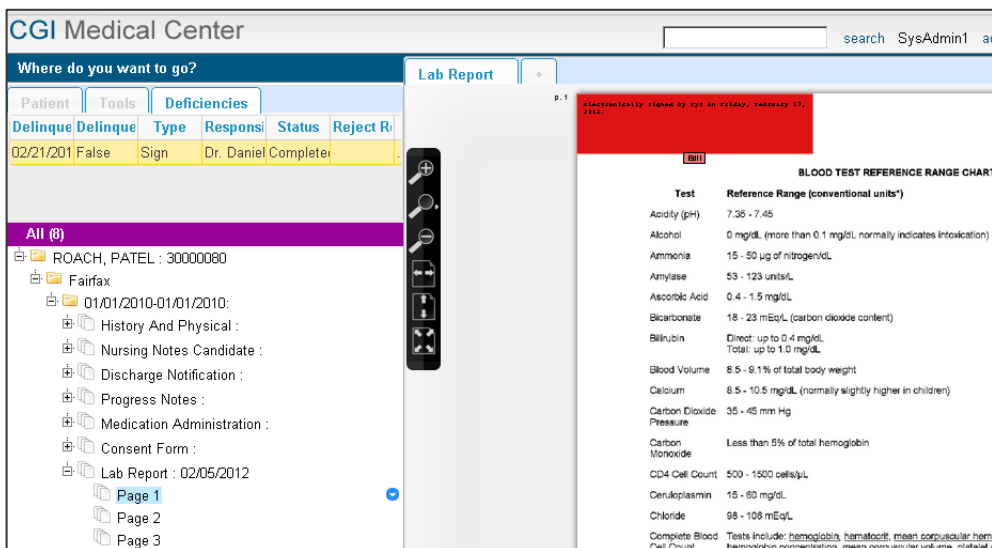 CGI Medical Center
search SysAdmin1
Where do you want to go?
Lab Report +
Patient Tools Deficiencies
Delinque Delinque Type Responsi Status Reject R
02/21/201 False Sign Dr. Daniel Complete
All (8)
ROACH, PATEL : 30000080
Fairfax
01/01/2010-01/01/2010:
History And Physical :
Nursing Notes Candidate :
Discharge Notification :
Progress Notes :
Medication Administration :
Consent Form :
Lab Report : 02/05/2012
Page 1
Page 2
Page 3
p.1
Electronically signed by sys on Friday, February 17,
2012.
Edit
BLOOD TEST REFERENCE RANGE CHART
Test Reference Range (conventional units*)
Acidity (pH) 7.35 - 7.45
Alcohol 0 mg/dL (more than 0.1 mg/dL normally indicates intoxication)
Ammonia 15 - 50 µg of nitrogen/dL
Amylase 53 - 123 units/L
Ascorbic Acid 0.4 - 1.5 mg/dL
Bicarbonate 18 - 23 mEq/L (carbon dioxide content)
Bilirubin Direct: up to 0.4 mg/dL
Total: up to 1.0 mg/dL
Blood Volume 8.5 - 9.1% of total body weight
Calcium 8.5 - 10.5 mg/dL (normally slightly higher in children)
Carbon Dioxide 35 - 45 mm Hg
Pressure
Carbon Less than 5% of total hemoglobin
Monoxide
CD4 Cell Count 500 - 1500 cells/µL
Ceruloplasmin 15 - 60 mg/dL
Chloride 98 - 106 mEq/L
Complete Blood Tests include: hemoglobin, hematocrit, mean corpuscular hem
Cell Count hemoglobin concentration, mean corpuscular volume, platelet